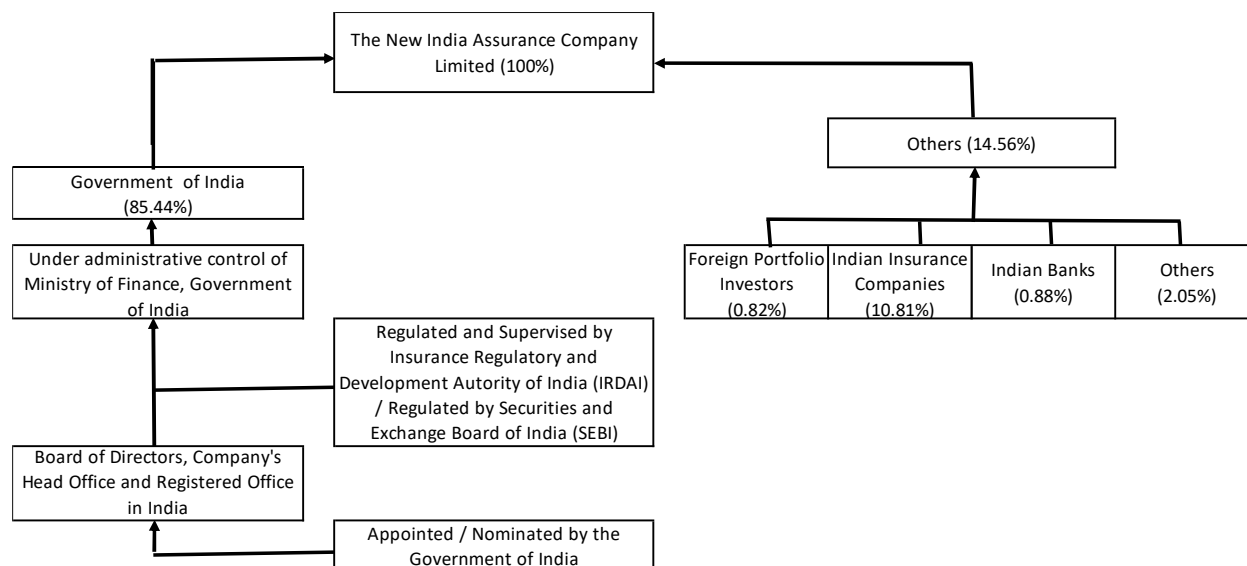 The New India Assurance Company
Limited (100%)
Others (14.56%)
Government of India
(85.44%)
Under administrative control of
Ministry of Finance, Government
of India
Foreign Portfolio
Investors
(0.82%)
Indian Insurance
Companies
(10.81%)
Indian Banks
(0.88%)
Others
(2.05%)
Regulated and Supervised by
Insurance Regulatory and
Development Autority of India (IRDAI)
/ Regulated by Securities and
Exchange Board of India (SEBI)
Board of Directors, Company's
Head Office and Registered Office
in India
Appointed / Nominated by the
Government of India